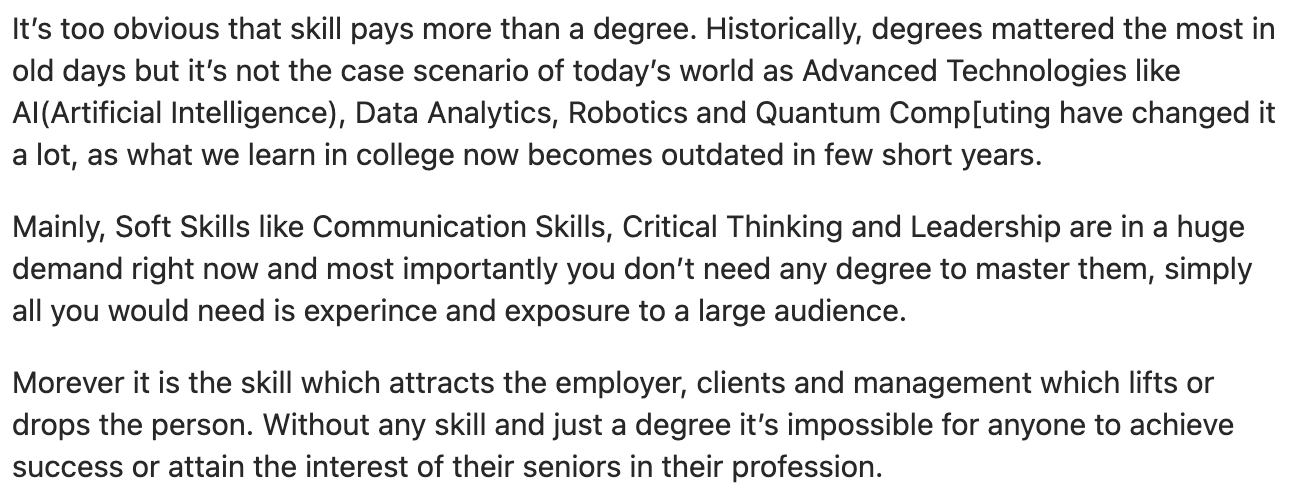 It’s too obvious that skill pays more than a degree. Historically, degrees mattered the most in
old days but it’s not the case scenario of today’s world as Advanced Technologies like
AI(Artificial Intelligence), Data Analytics, Robotics and Quantum Comp[uting have changed it
a lot, as what we learn in college now becomes outdated in few short years.
Mainly, Soft Skills like Communication Skills, Critical Thinking and Leadership are in a huge
demand right now and most importantly you don’t need any degree to master them, simply
all you would need is experince and exposure to a large audience.
Morever it is the skill which attracts the employer, clients and management which lifts or
drops the person. Without any skill and just a degree it’s impossible for anyone to achieve
success or attain the interest of their seniors in their profession.